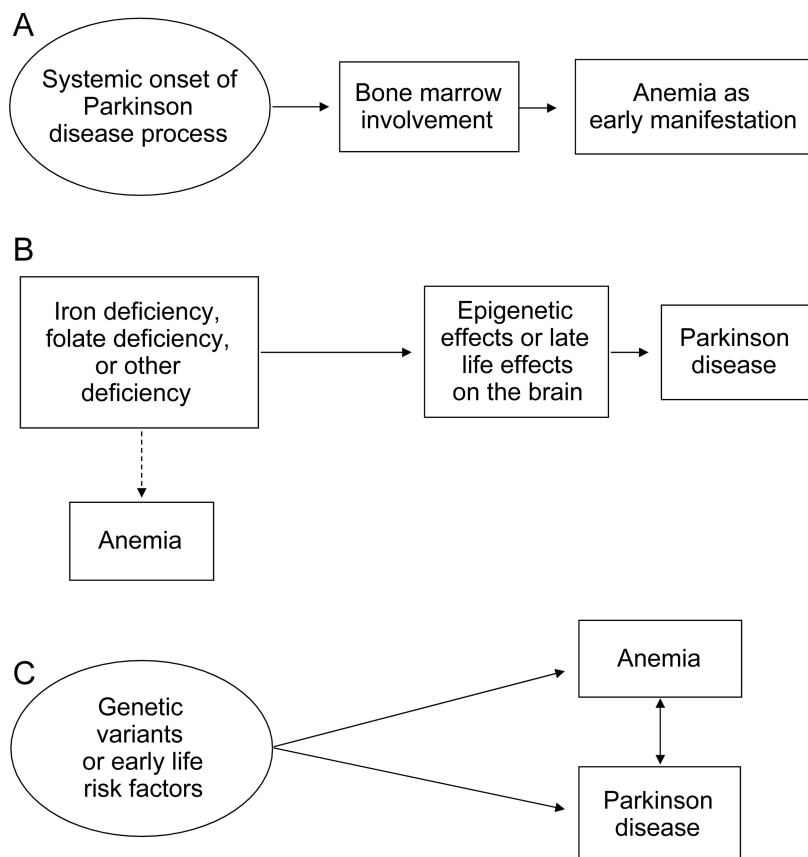 A
Systemic onset of
Parkinson
disease process
Bone marrow
involvement
Anemia as
early manifestation
B
Iron deficiency,
folate deficiency,
or other
deficiency
Epigenetic
effects or late
life effects
on the brain
Parkinson
disease
Anemia
C
Genetic
variants
or early life
risk factors
Anemia
Parkinson
disease